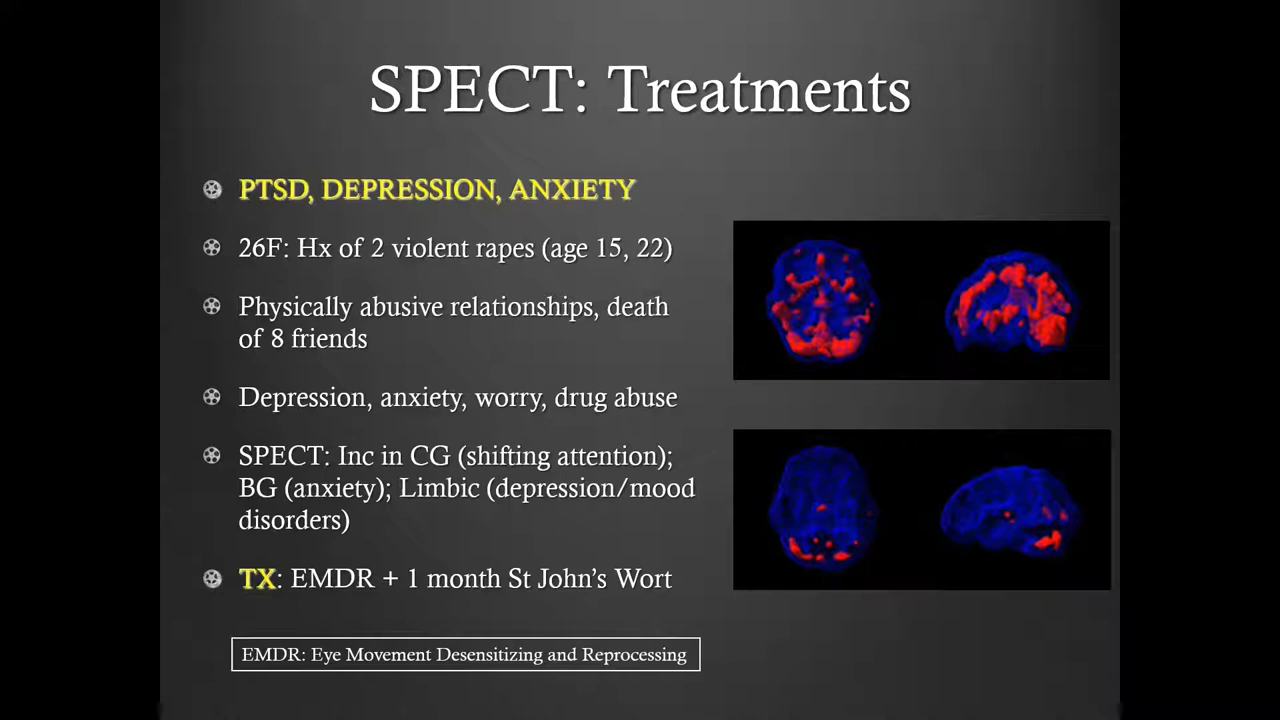 SPECT: Treatments
PTSD, DEPRESSION, ANXIETY
26F: Hx of 2 violent rapes (age 15, 22)
Physically abusive relationships, death
of 8 friends
Depression, anxiety, worry, drug abuse
SPECT: Inc in CG (shifting attention);
BG (anxiety); Limbic (depression/mood
disorders)
TX: EMDR + 1 month St John’s Wort
EMDR: Eye Movement Desensitizing and Reprocessing